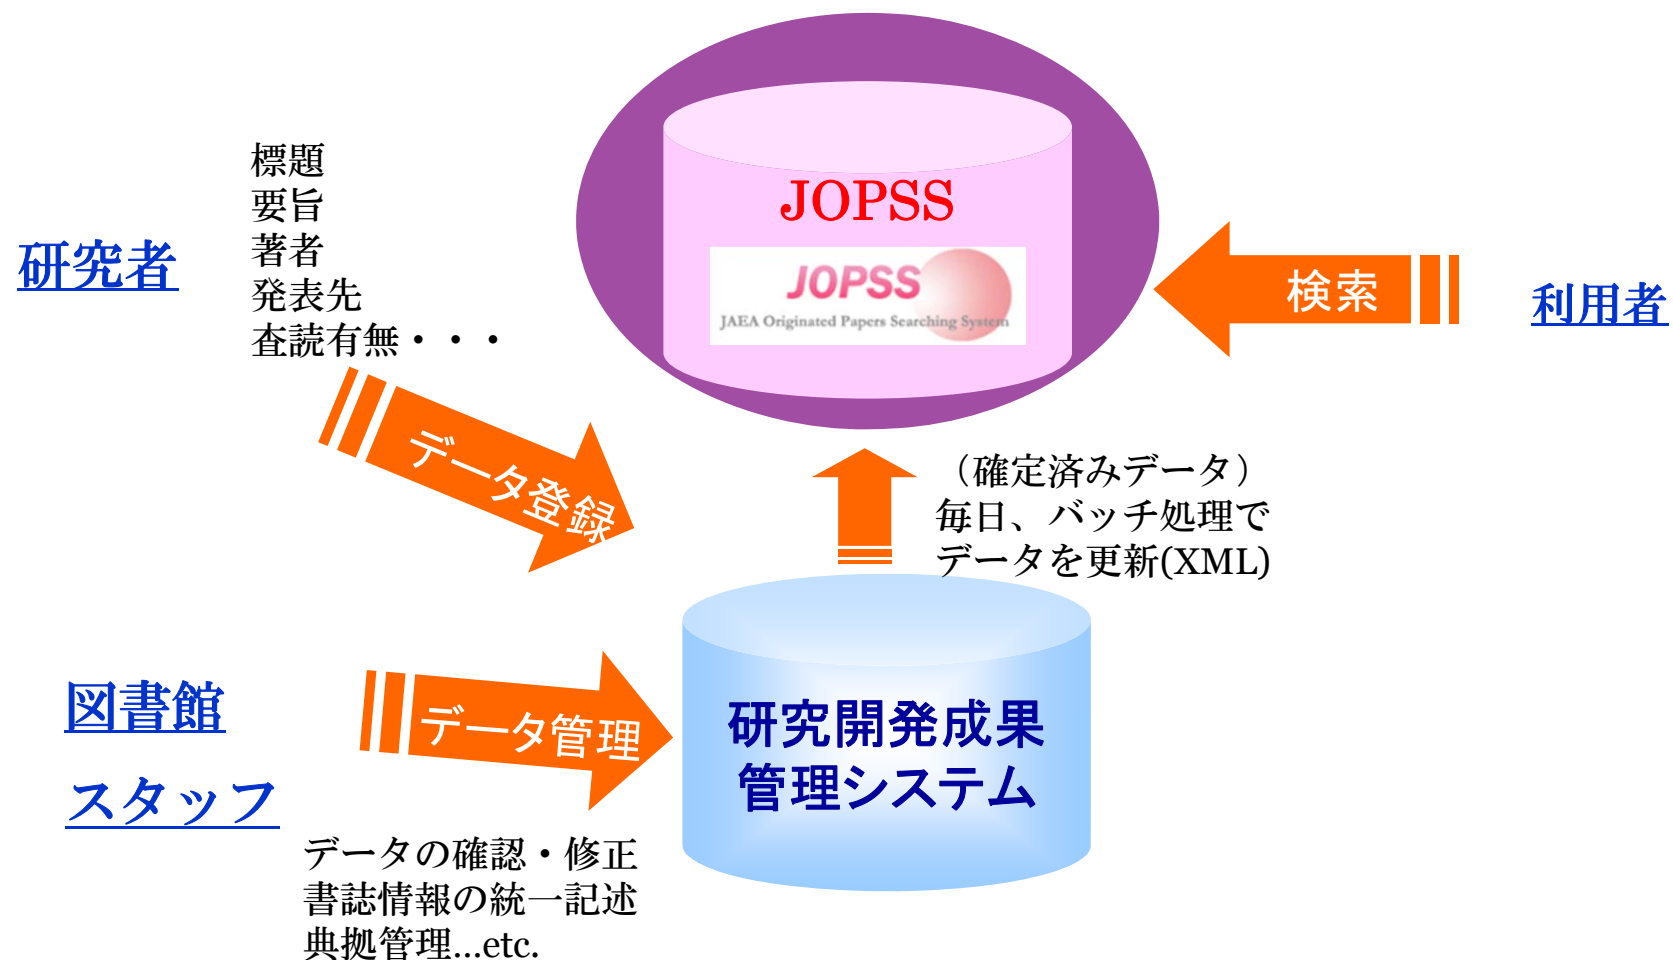 JOPSS
JOPSS
JAEA Originated Papers Searching System
標題
要旨
著者
発表先
査読有無・・・
研究者
検索
利用者
データ登録
（確定済みデータ）
毎日、バッチ処理で
データを更新(XML)
図書館
スタッフ
データ管理
研究開発成果
管理システム
データの確認・修正
書誌情報の統一記述
典拠管理...etc.